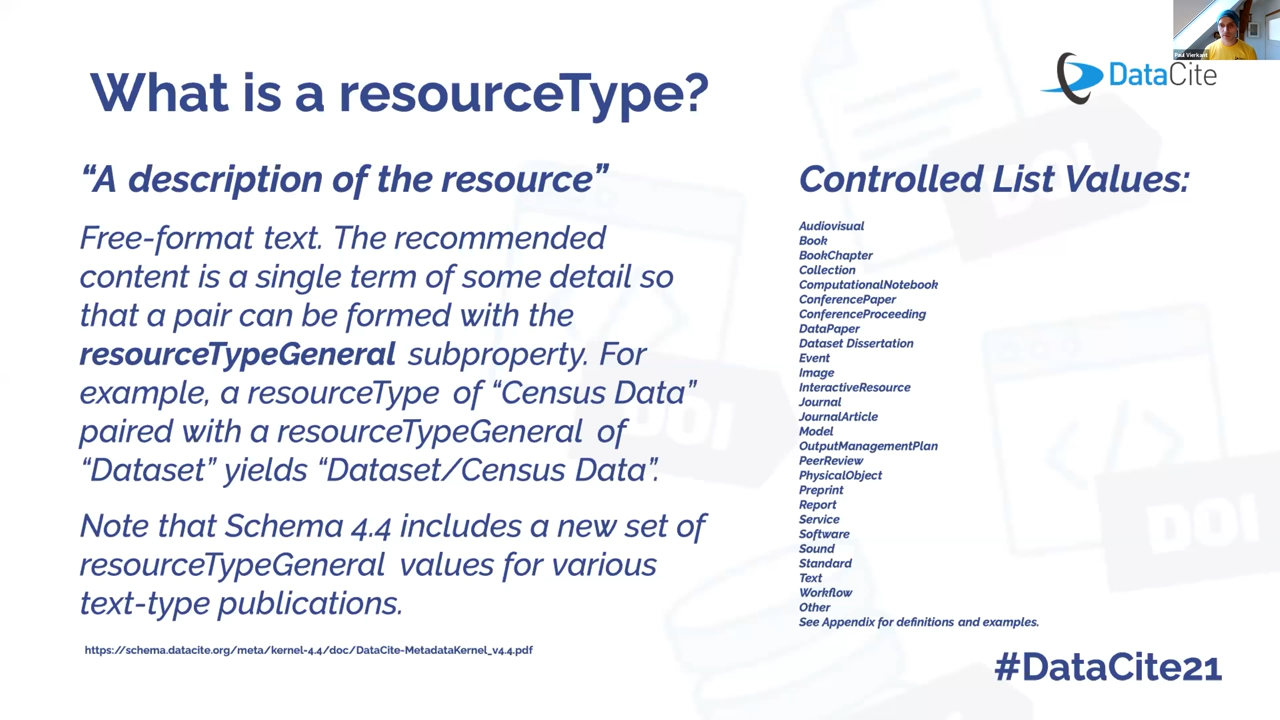 Paul Vierkant
DataCite
What is a resourceType?
“A description of the resource”
Free-format text. The recommended
content is a single term of some detail so
that a pair can be formed with the
resourceTypeGeneral subproperty. For
example, a resourceType of “Census Data”
paired with a resourceTypeGeneral of
“Dataset” yields “Dataset/Census Data”.
Note that Schema 4.4 includes a new set of
resourceTypeGeneral values for various
text-type publications.
https://schema.datacite.org/meta/kernel-4.4/doc/DataCite-MetadataKernel_v4.4.pdf
Controlled List Values:
Audiovisual
Book
BookChapter
Collection
ComputationalNotebook
ConferencePaper
ConferenceProceeding
DataPaper
Dataset Dissertation
Event
Image
InteractiveResource
Journal
JournalArticle
Model
OutputManagementPlan
PeerReview
PhysicalObject
Preprint
Report
Service
Software
Sound
Standard
Text
Workflow
Other
See Appendix for definitions and examples.
DOI
DOI
DOI
#DataCite21